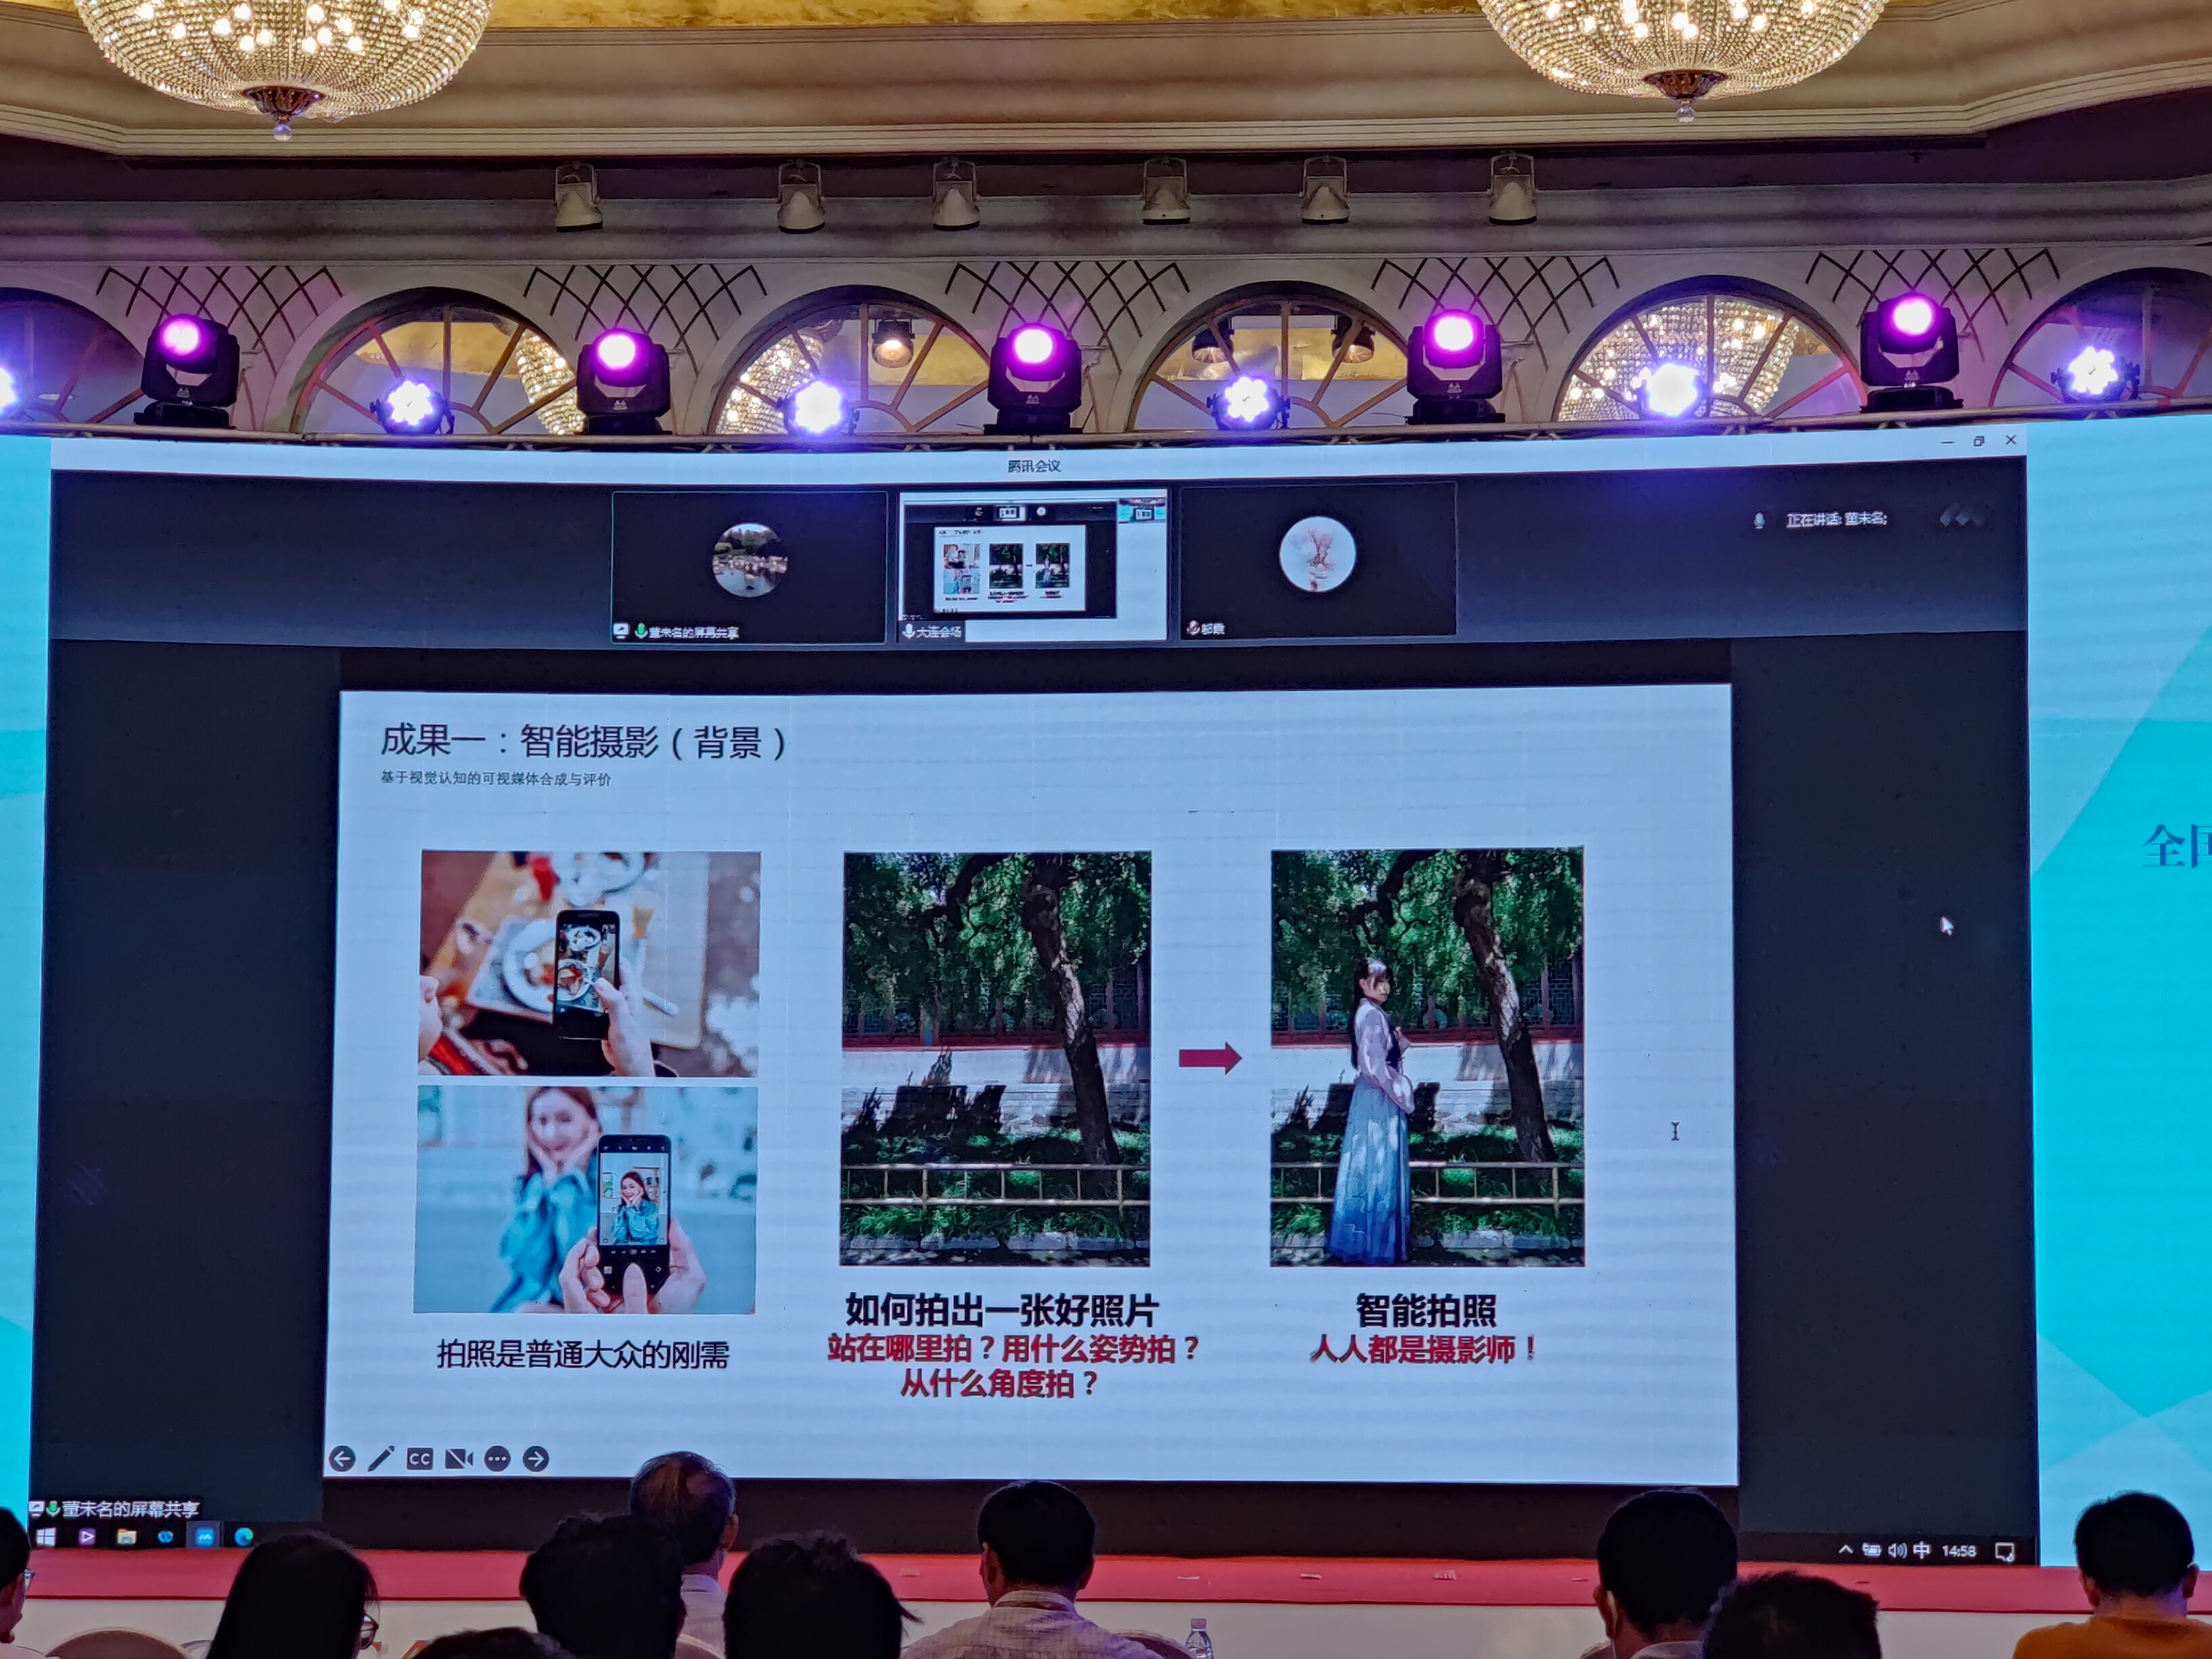 腾讯会议
正在讲话: 董未名;
董未名的屏幕共享
大连会场
成果一：智能摄影（背景）
基于视觉认知的可视媒体合成与评价
全国
拍照是普通大众的刚需
如何拍出一张好照片
站在哪里拍？用什么姿势拍？
从什么角度拍？
智能拍照
人人都是摄影师！
CC
董未名的屏幕共享
中 14:58